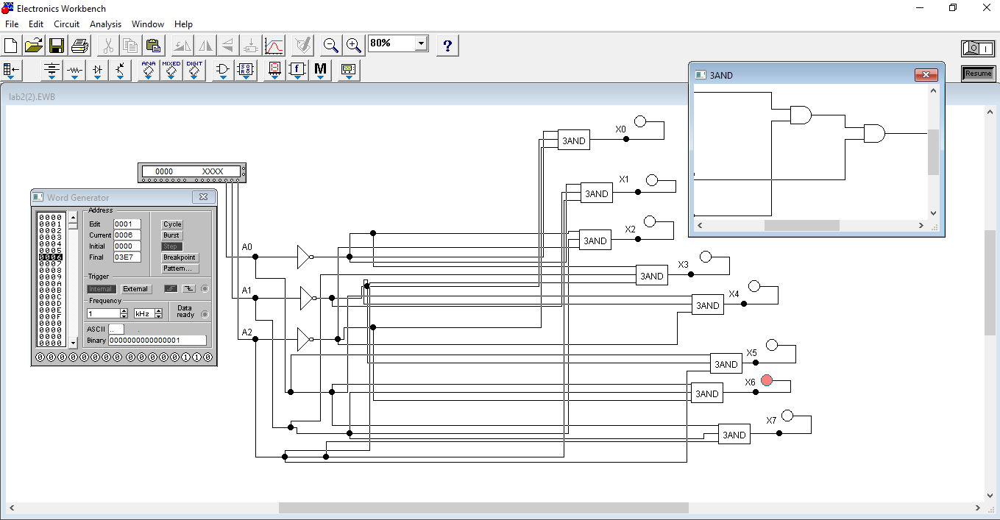 Electronics Workbench
File Edit Circuit Analysis Window Help
80%
?
ANA MIXED DIGIT
f M
Resume
lab2(2).EWB
3AND
X0
3AND
X1
3AND
X2
3AND
X3
3AND
X4
3AND
X5
3AND
X6
3AND
X7
3AND
0000 XXXX
A0
A1
A2
Word Generator
0000
0001
0002
0003
0004
0005
0006
0007
0008
0009
000A
000B
000C
000D
000E
000F
0000
0000
0000
0000
Address
Edit 0001
Current 0006
Initial 0000
Final 03E7
Cycle
Burst
Step
Breakpoint
Pattern...
Trigger
Internal External
Frequency
1 kHz
Data ready
ASCII ..
Binary 0000000000000001
0 0 0 0 0 0 0 0 0 0 0 0 0 1 1 0